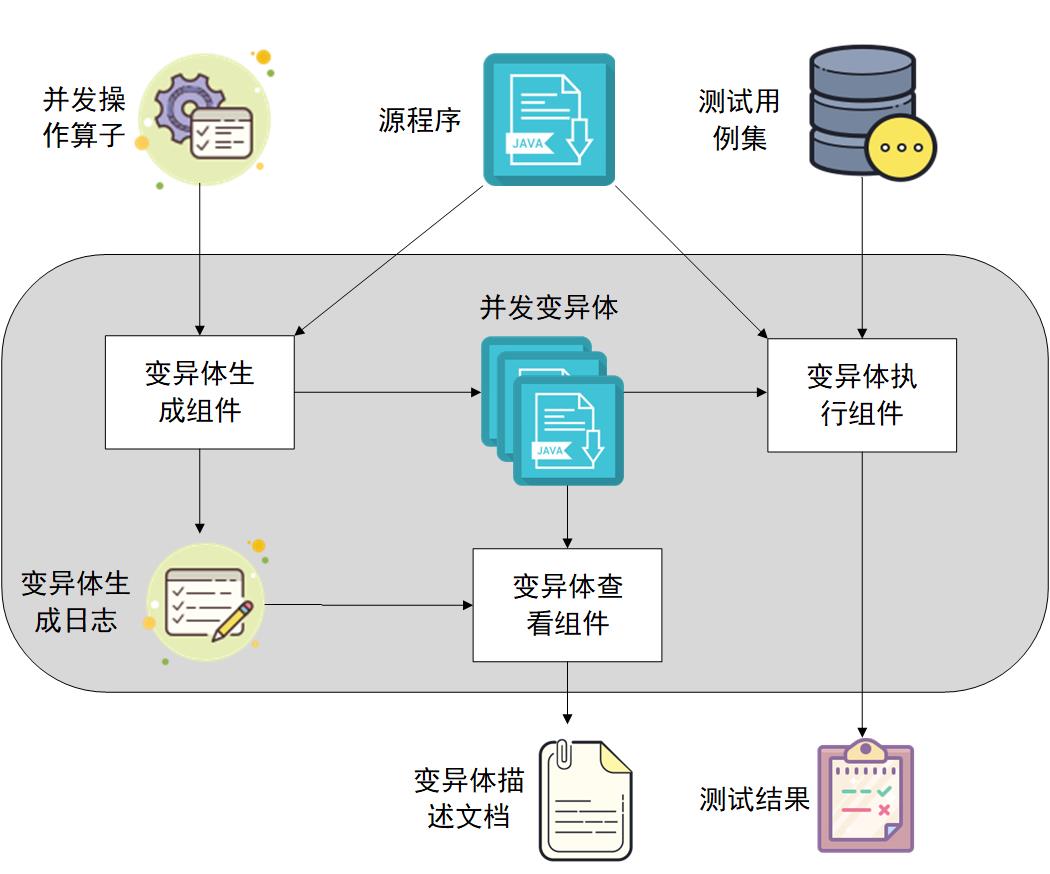 并发操
作算子
源程序
JAVA
测试用
例集
并发变异体
变异体生
成组件
JAVA
变异体执
行组件
变异体生
成日志
变异体查
看组件
变异体描
述文档
测试结果